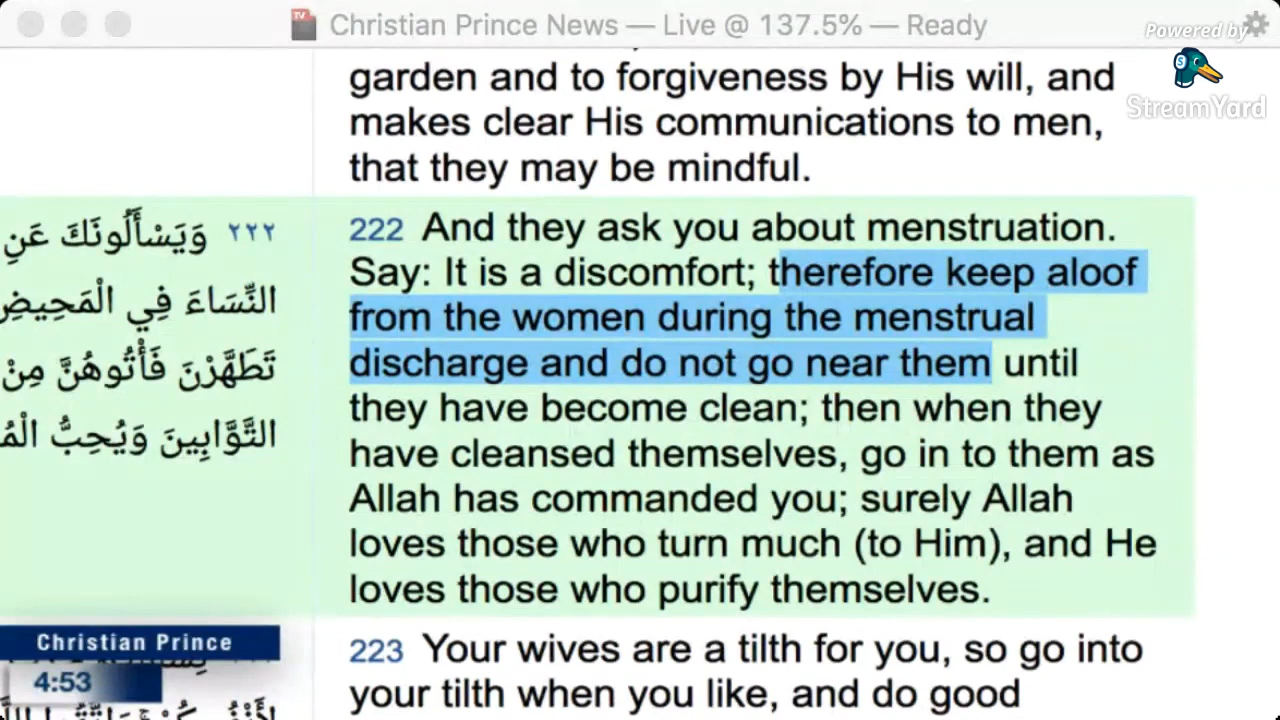 Christian Prince News — Live @ 137.5% — Ready
Powered by
StreamYard
garden and to forgiveness by His will, and
makes clear His communications to men,
that they may be mindful.
٢٢٢ وَيَسْأَلُونَكَ عَنِ
النِّسَاءَ فِي الْمَحِيضِ
تَطَهَّرْنَ فَأْتُوهُنَّ مِنْ
التَّوَّابِينَ وَيُحِبُّ
222 And they ask you about menstruation.
Say: It is a discomfort; therefore keep aloof
from the women during the menstrual
discharge and do not go near them until
they have become clean; then when they
have cleansed themselves, go in to them as
Allah has commanded you; surely Allah
loves those who turn much (to Him), and He
loves those who purify themselves.
223 Your wives are a tilth for you, so go into
your tilth when you like, and do good
Christian Prince
4:53